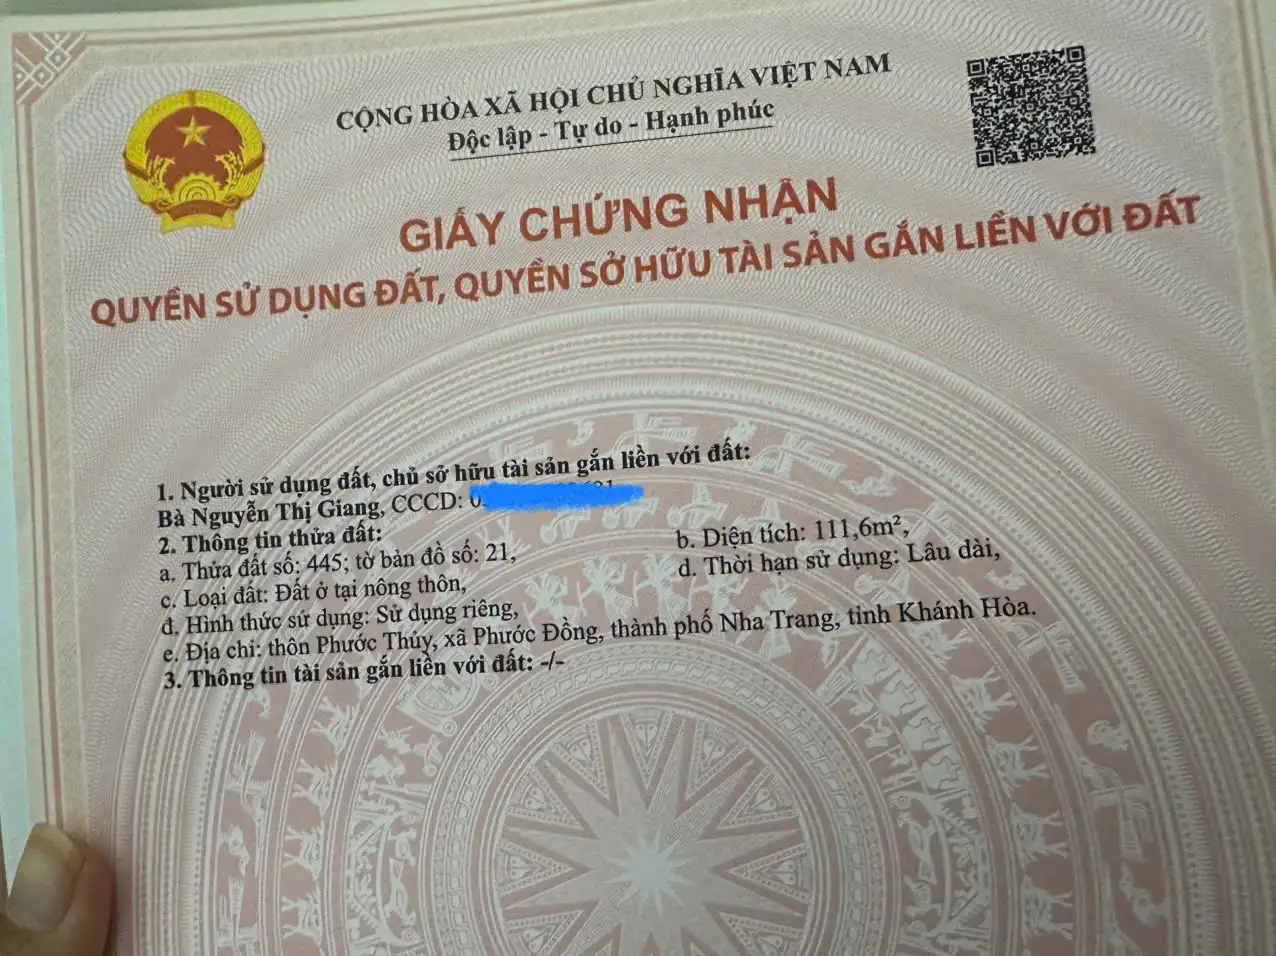 CỘNG HÒA XÃ HỘI CHỦ NGHĨA VIỆT NAM
Độc lập - Tự do - Hạnh phúc
GIẤY CHỨNG NHẬN
QUYỀN SỬ DỤNG ĐẤT, QUYỀN SỞ HỮU TÀI SẢN GẮN LIỀN VỚI ĐẤT
1. Người sử dụng đất, chủ sở hữu tài sản gắn liền với đất:
Bà Nguyễn Thị Giang, CCCD:
2. Thông tin thửa đất:
a. Thửa đất số: 445; tờ bản đồ số: 21, b. Diện tích: 111,6m²,
c. Loại đất: Đất ở tại nông thôn, d. Thời hạn sử dụng: Lâu dài,
đ. Hình thức sử dụng: Sử dụng riêng,
e. Địa chỉ: thôn Phước Thủy, xã Phước Đồng, thành phố Nha Trang, tỉnh Khánh Hòa.
3. Thông tin tài sản gắn liền với đất: -/-